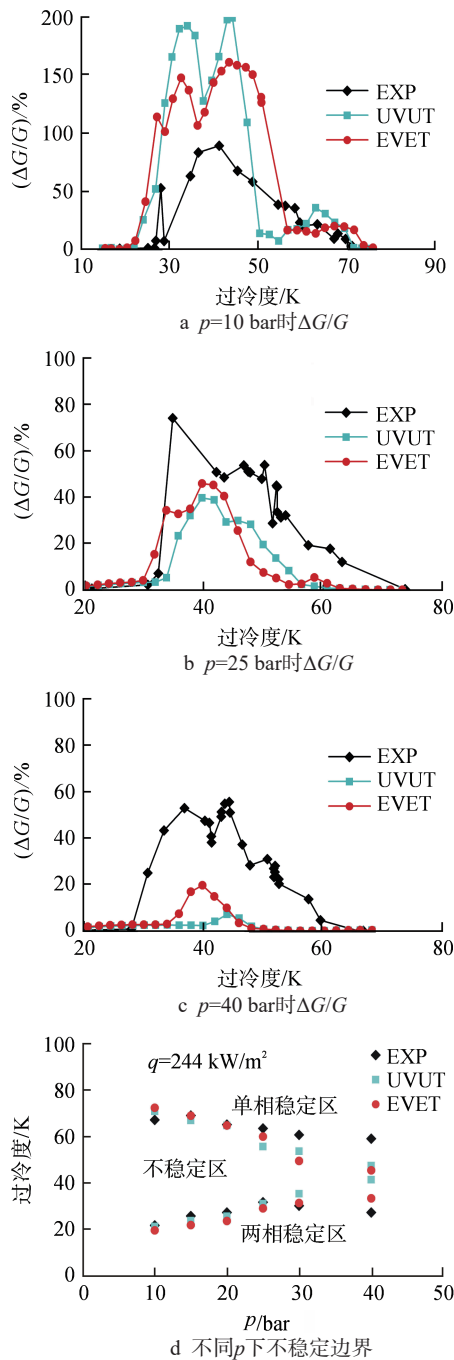 200
150
100
50
0
(ΔG/G)/%
EXP
UVUT
EVET
10 30 50 70 90
过冷度/K
a p=10 bar时ΔG/G
100
80
60
40
20
0
(ΔG/G)/%
EXP
UVUT
EVET
20 40 60 80
过冷度/K
b p=25 bar时ΔG/G
100
80
60
40
20
0
(ΔG/G)/%
EXP
UVUT
EVET
20 40 60 80
过冷度/K
c p=40 bar时ΔG/G
100
80
60
40
20
0
过冷度/K
q=244 kW/m²
EXP
UVUT
EVET
单相稳定区
不稳定区
两相稳定区
0 10 20 30 40 50
p/bar
d 不同p下不稳定边界